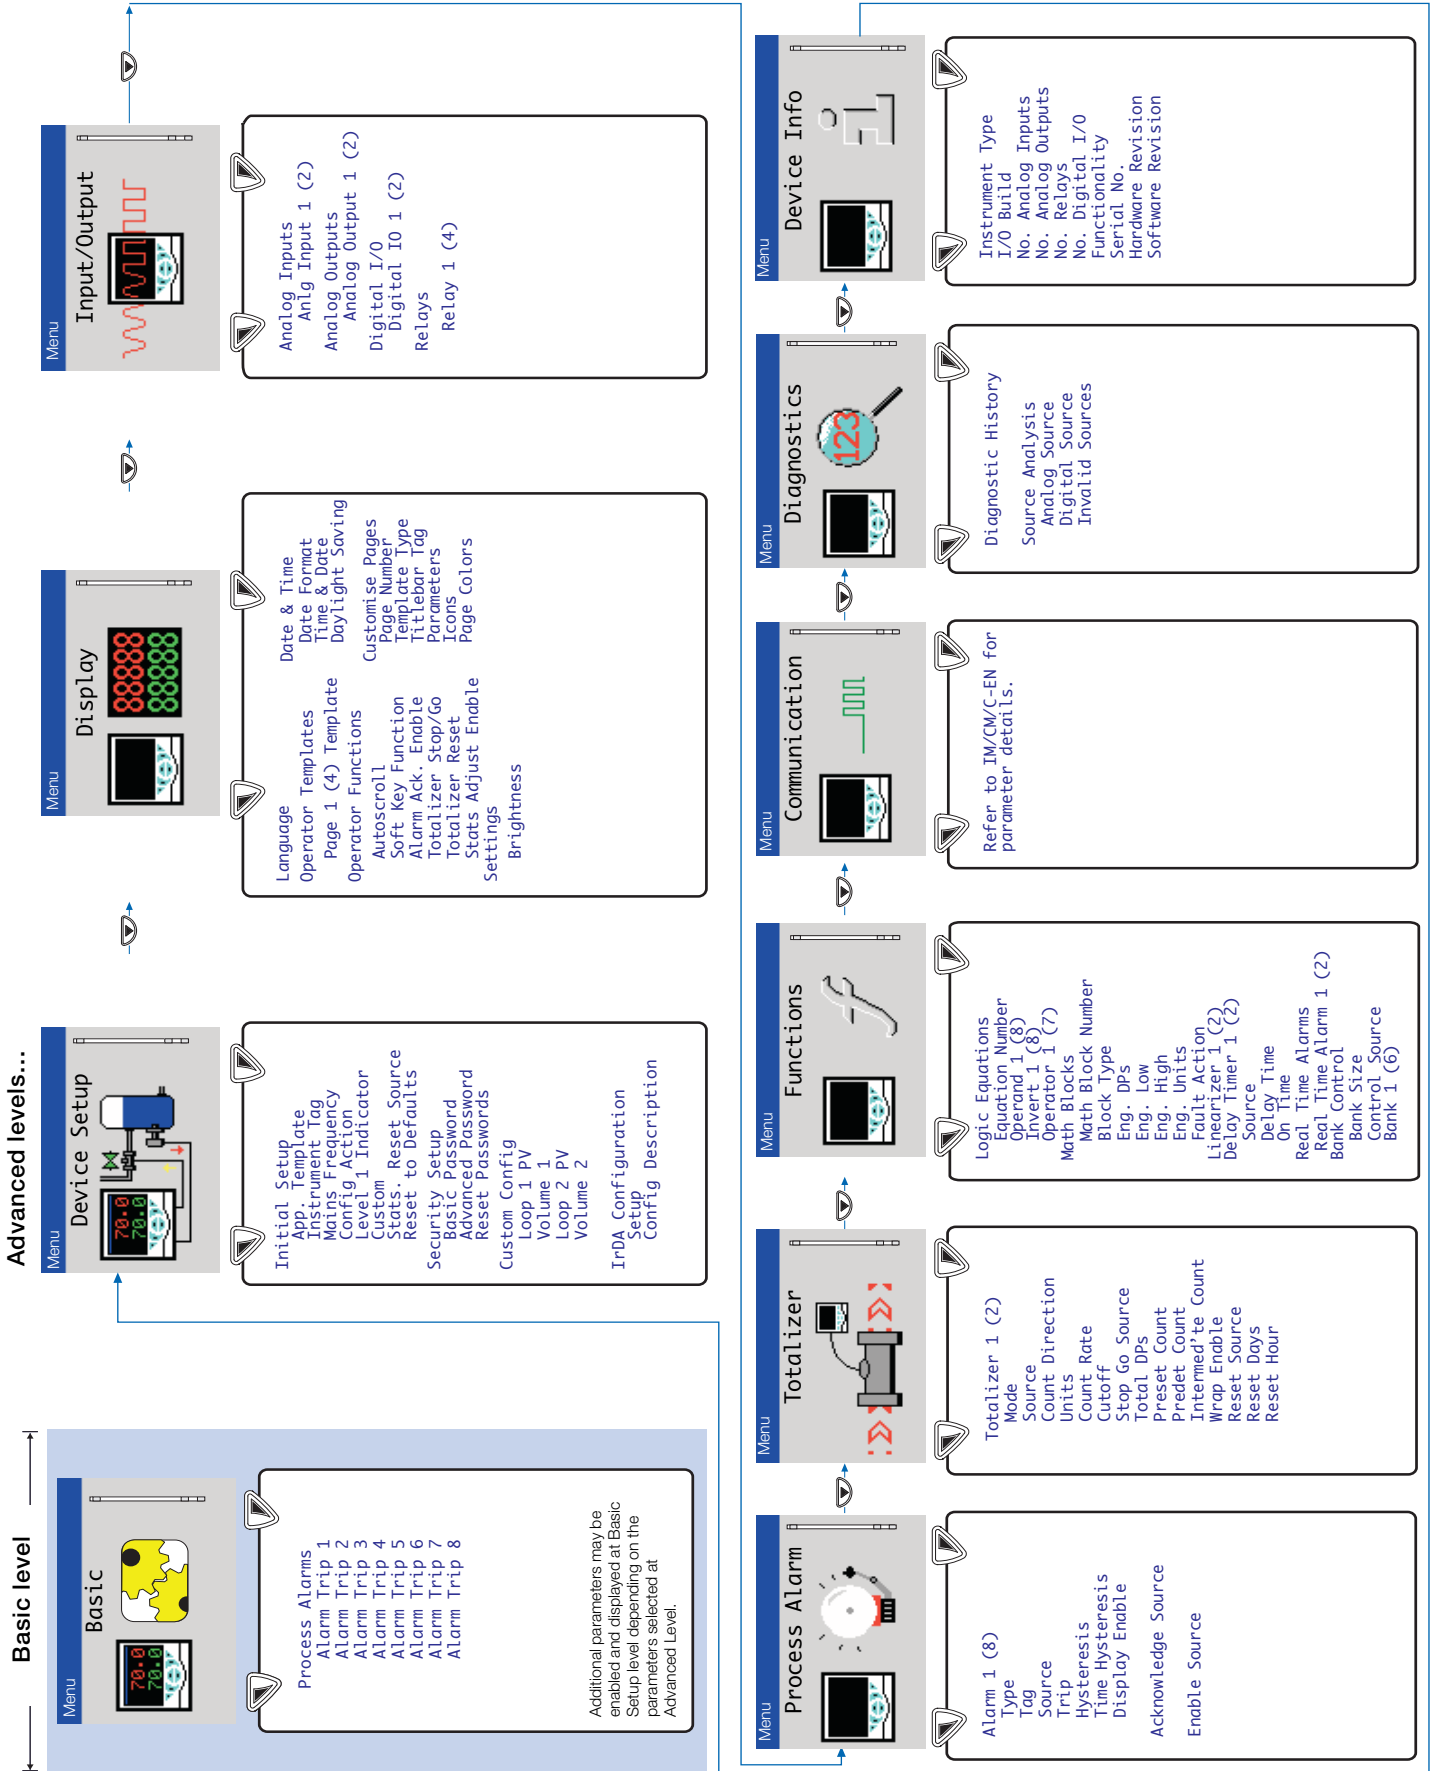 Basic level
Advanced levels...
Menu
Basic
70.0
70.0
Process Alarms
Alarm Trip 1
Alarm Trip 2
Alarm Trip 3
Alarm Trip 4
Alarm Trip 5
Alarm Trip 6
Alarm Trip 7
Alarm Trip 8
Additional parameters may be
enabled and displayed at Basic
Setup level depending on the
parameters selected at
Advanced Level.
Menu
Device Setup
70.0
70.0
Initial Setup
App. Template
Instrument Tag
Mains Frequency
Config Action
Level 1 Indicator
Custom
Stats. Reset Source
Reset to Defaults
Security Setup
Basic Password
Advanced Password
Reset Passwords
Custom Config
Loop 1 PV
Volume 1
Loop 2 PV
Volume 2
IrDA Configuration
Setup
Config Description
Menu
Display
88888
88888
Language
Operator Templates
Page 1 (4) Template
Operator Functions
Autoscroll
Soft Key Function
Alarm Ack. Enable
Totalizer Stop/Go
Totalizer Reset
Stats Adjust Enable
Settings
Brightness
Date & Time
Date Format
Time & Date
Daylight Saving
Customise Pages
Page Number
Template Type
Titlebar Tag
Parameters
Icons
Page Colors
Menu
Input/Output
Analog Inputs
Anlg Input 1 (2)
Analog Outputs
Analog Output 1 (2)
Digital I/O
Digital IO 1 (2)
Relays
Relay 1 (4)
Menu
Process Alarm
Alarm 1 (8)
Type
Tag
Source
Trip
Hysteresis
Time Hysteresis
Display Enable
Acknowledge Source
Enable Source
Menu
Totalizer
Totalizer 1 (2)
Mode
Source
Count Direction
Units
Count Rate
Cutoff
Stop Go Source
Total DPs
Preset Count
Predet Count
Intermed'te Count
Wrap Enable
Reset Source
Reset Days
Reset Hour
Menu
Functions
f
Logic Equations
Equation Number
Operand 1 (8)
Invert 1 (8)
Operator 1 (7)
Math Blocks
Math Block Number
Block Type
Eng. DPs
Eng. Low
Eng. High
Eng. Units
Fault Action
Linearizer 1 (2)
Delay Timer 1 (2)
Source
Delay Time
On Time
Real Time Alarms
Real Time Alarm 1 (2)
Bank Control
Bank Size
Control Source
Bank 1 (6)
Menu
Communication
Refer to IM/CM/C-EN for
parameter details.
Menu
Diagnostics
123
Diagnostic History
Source Analysis
Analog Source
Digital Source
Invalid Sources
Menu
Device Info
i
Instrument Type
I/O Build
No. Analog Inputs
No. Analog Outputs
No. Relays
No. Digital I/O
Functionality
Serial No.
Hardware Revision
Software Revision